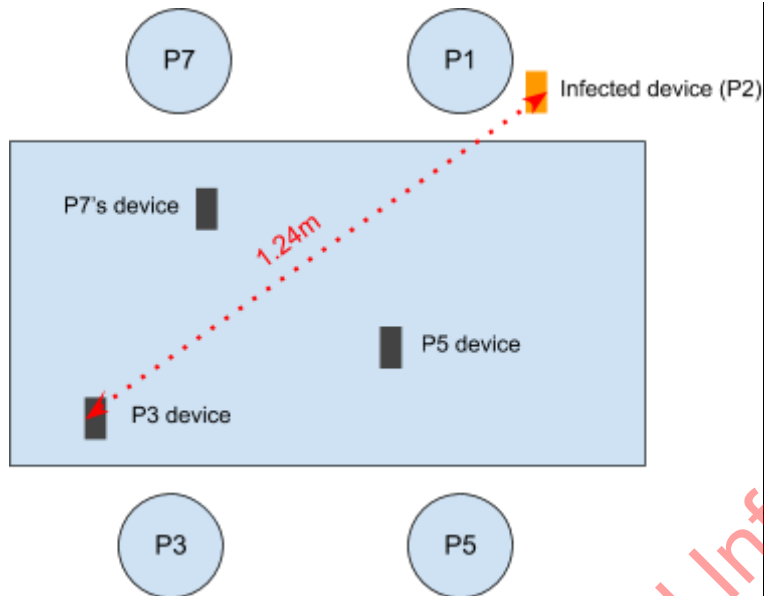 P7
P1
Infected device (P2)
P7's device
1.24m
P5 device
P3 device
P3
P5